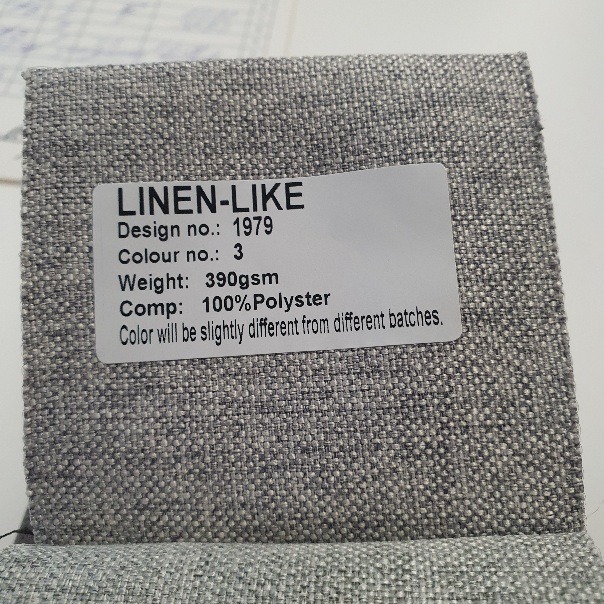 LINEN-LIKE
Design no.: 1979
Colour no.: 3
Weight: 390gsm
Comp: 100%Polyster
Color will be slightly different from different batches.